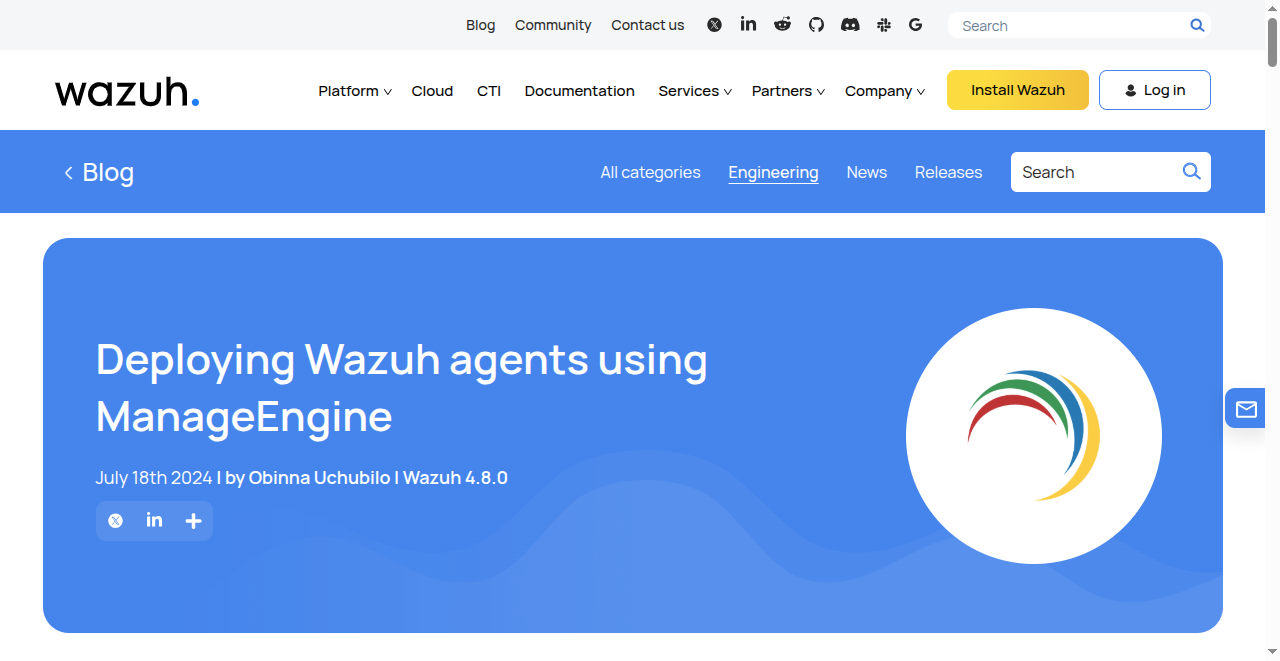 Blog Community Contact us Search
wazuh. Platform Cloud CTI Documentation Services Partners Company Install Wazuh Log in
Blog All categories Engineering News Releases Search
Deploying Wazuh agents using
ManageEngine
July 18th 2024 | by Obinna Uchubilo | Wazuh 4.8.0